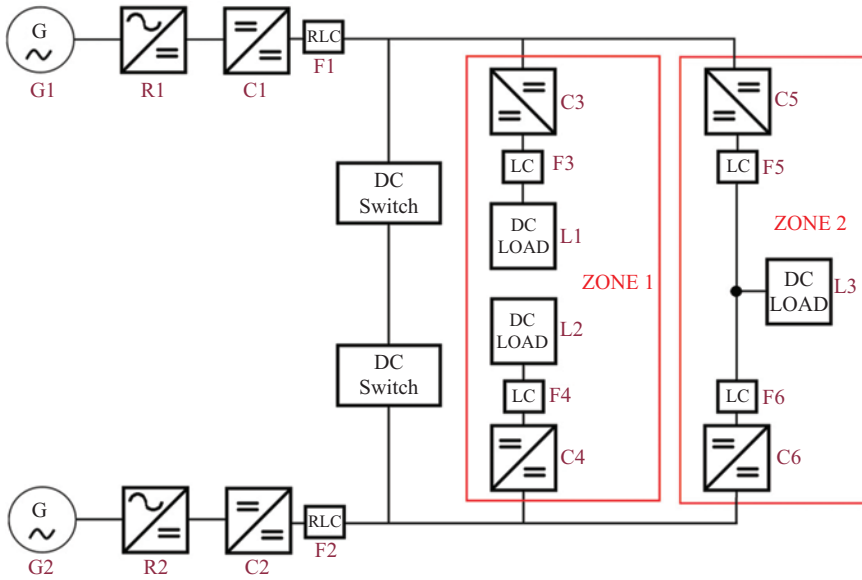 G
G1
R1
C1
RLC
F1
C3
LC
F3
DC
LOAD
L1
ZONE 1
DC
LOAD
L2
LC
F4
C4
C5
LC
F5
ZONE 2
DC
LOAD
L3
LC
F6
C6
DC
Switch
DC
Switch
G
G2
R2
C2
RLC
F2